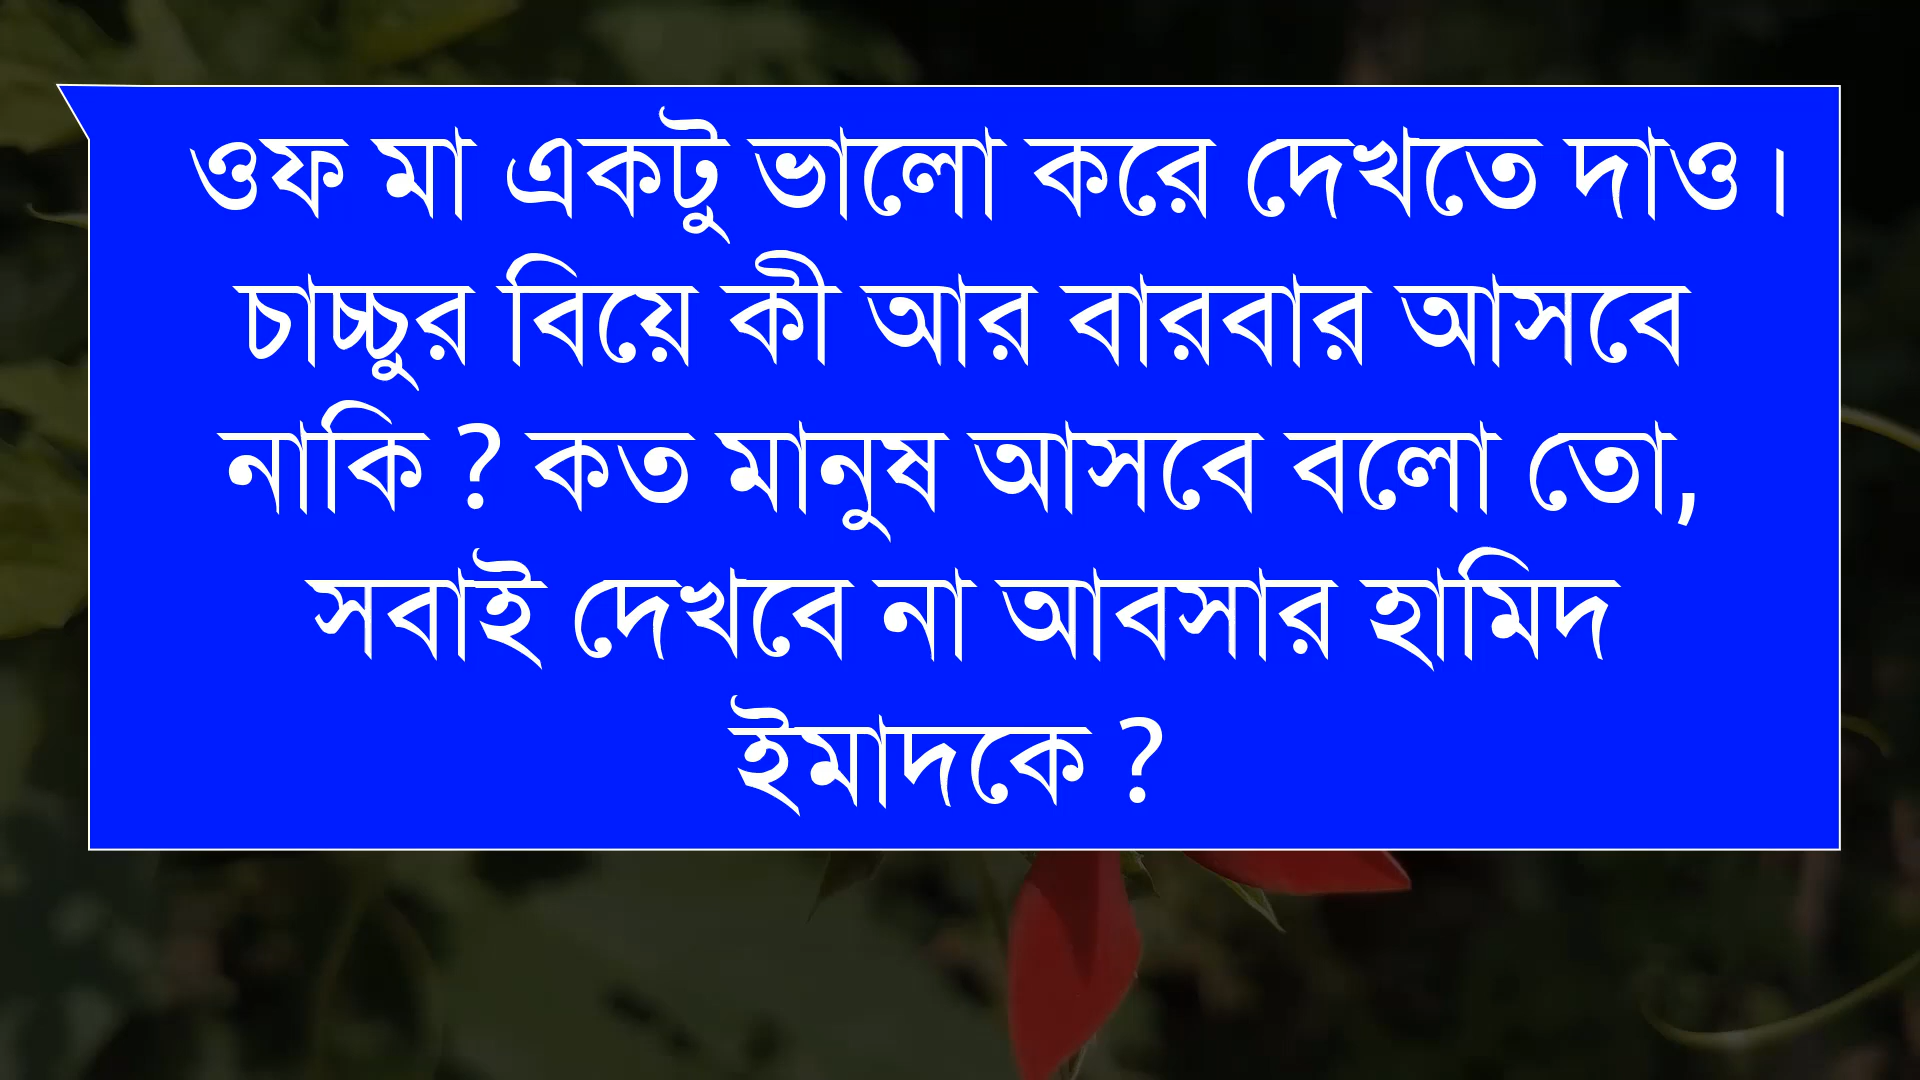 ওফ মা একটু ভালো করে দেখতে দাও।
চাচ্চুর বিয়ে কী আর বারবার আসবে
নাকি ? কত মানুষ আসবে বলো তো,
সবাই দেখবে না আবসার হামিদ
ইমাদকে ?